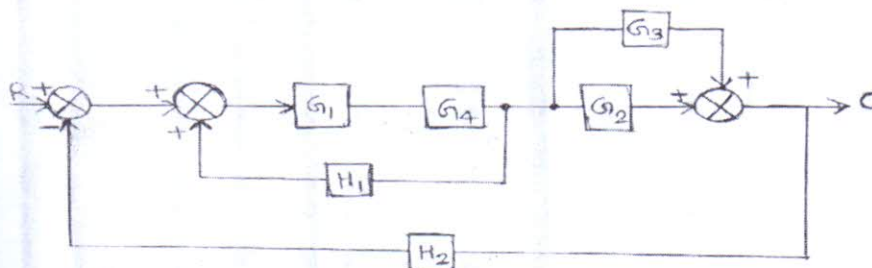 G3
+
R + + G1 G4 G2 + C
- +
H1
H2